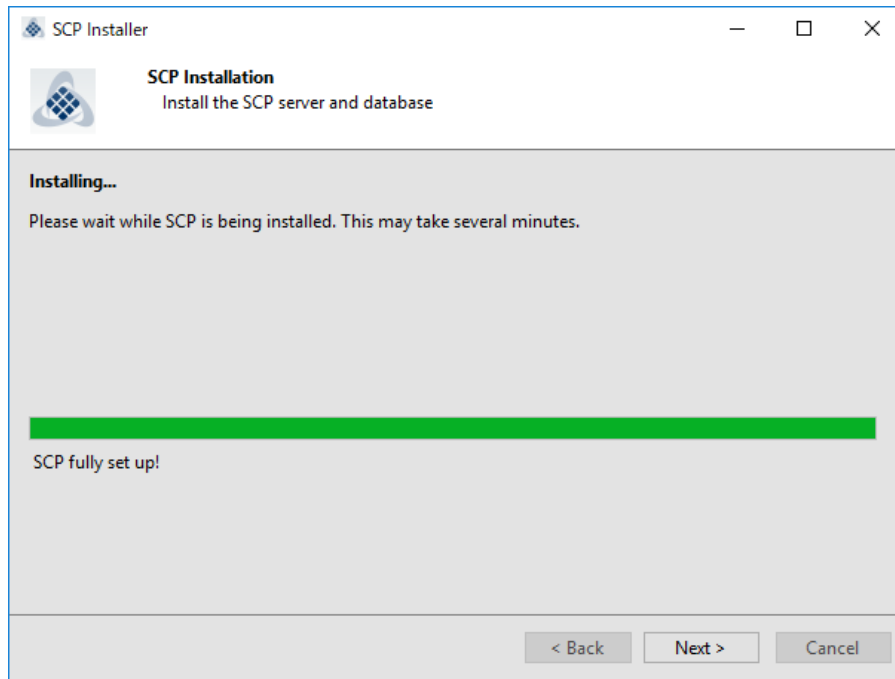 SCP Installer
SCP Installation
Install the SCP server and database
Installing...
Please wait while SCP is being installed. This may take several minutes.
SCP fully set up!
< Back
Next >
Cancel